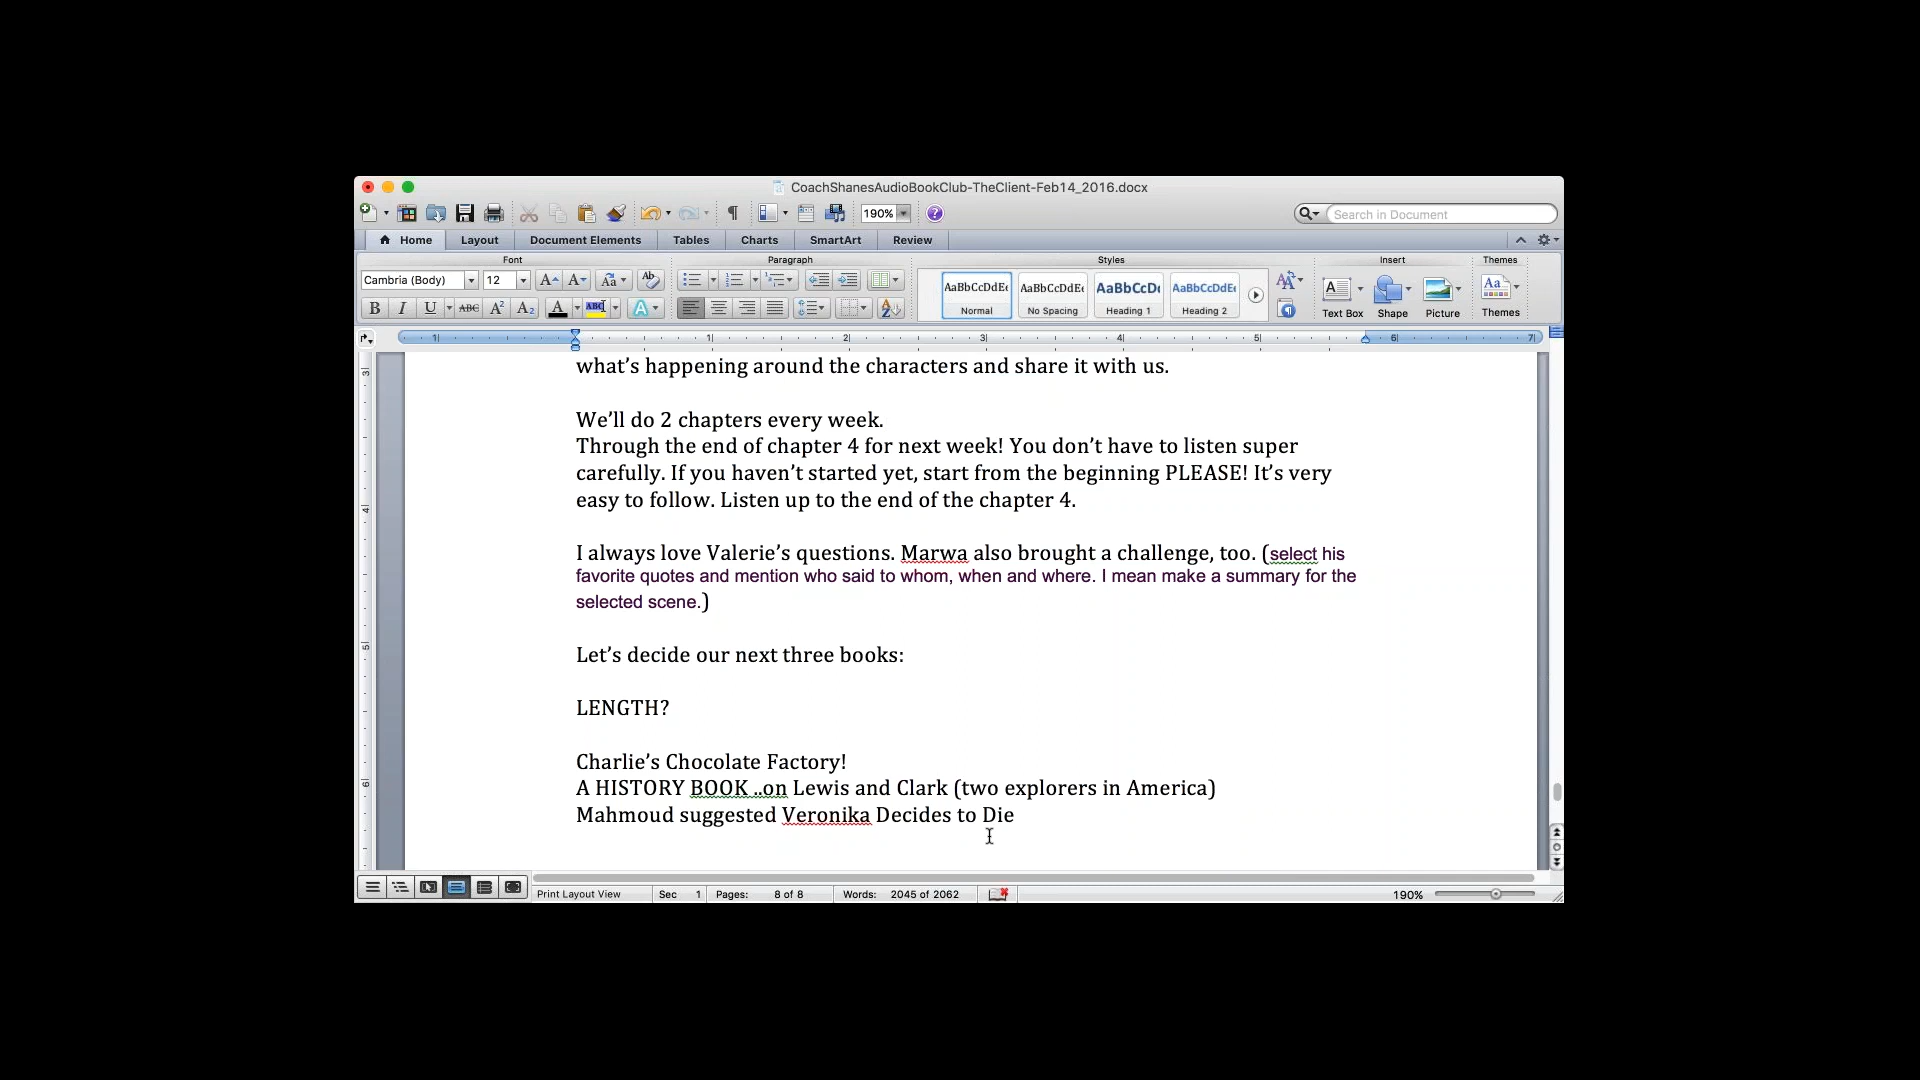 CoachShanesAudioBookClub-TheClient-Feb14_2016.docx
190%
Search in Document
Home Layout Document Elements Tables Charts SmartArt Review
Font Paragraph Styles Insert Themes
Cambria (Body) 12
AaBbCcDdEe AaBbCcDdEe AaBbCcDc AaBbCcDdEe
Normal No Spacing Heading 1 Heading 2
Text Box Shape Picture Themes
what's happening around the characters and share it with us.
We'll do 2 chapters every week.
Through the end of chapter 4 for next week! You don't have to listen super
carefully. If you haven't started yet, start from the beginning PLEASE! It's very
easy to follow. Listen up to the end of the chapter 4.
I always love Valerie's questions. Marwa also brought a challenge, too. (select his
favorite quotes and mention who said to whom, when and where. I mean make a summary for the
selected scene.)
Let's decide our next three books:
LENGTH?
Charlie's Chocolate Factory!
A HISTORY BOOK ..on Lewis and Clark (two explorers in America)
Mahmoud suggested Veronika Decides to Die
Print Layout View Sec 1 Pages: 8 of 8 Words: 2045 of 2062 190%